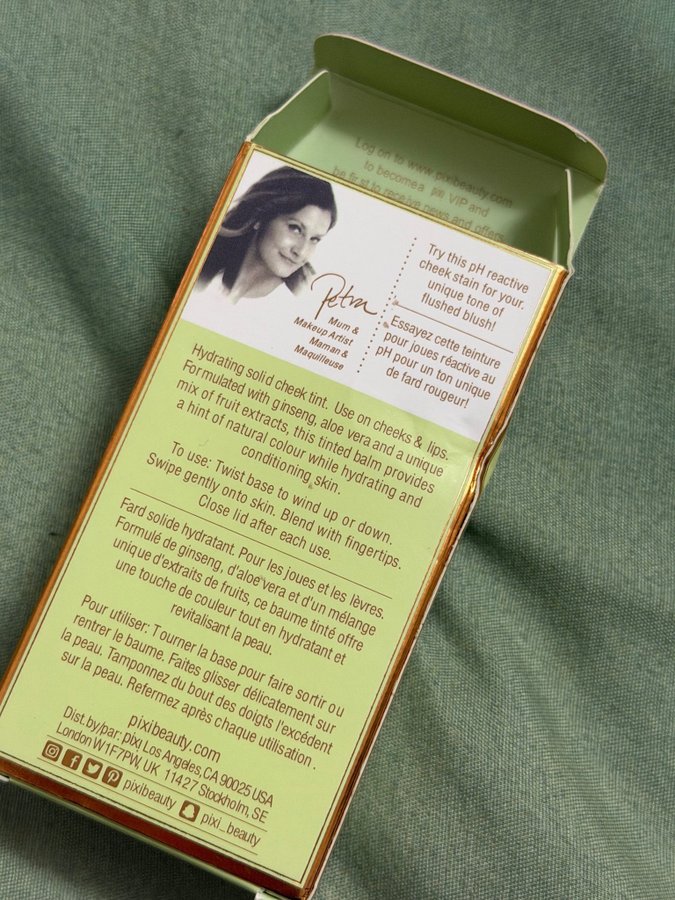 Log on to www.pixibeauty.com
to become a pixi VIP and
be first to receive news and offers
Petra
Mum &
Makeup Artist
Maman &
Maquilleuse
Try this pH reactive
cheek stain for your.
unique tone of
flushed blush!
Essayez cette teinture
pour joues réactive au
pH pour un ton unique
de fard rougeur!
Hydrating solid cheek tint. Use on cheeks & lips.
Formulated with ginseng, aloe vera and a unique
mix of fruit extracts, this tinted balm provides
a hint of natural colour while hydrating and
conditioning skin.
To use: Twist base to wind up or down.
Swipe gently onto skin. Blend with fingertips.
Close lid after each use.
Fard solide hydratant. Pour les joues et les lèvres.
Formulé de ginseng, d'aloe vera et d'un mélange
unique d'extraits de fruits, ce baume tinté offre
une touche de couleur tout en hydratant et
revitalisant la peau.
Pour utiliser: Tourner la base pour faire sortir ou
rentrer le baume. Faites glisser délicatement sur
la peau. Tamponnez du bout des doigts l'excédent
sur la peau. Refermez après chaque utilisation.
pixibeauty.com
Dist.by/par: pixi Los Angeles, CA 90025 USA
London W1F7PW, UK 11427 Stockholm, SE
pixibeauty pixi_beauty